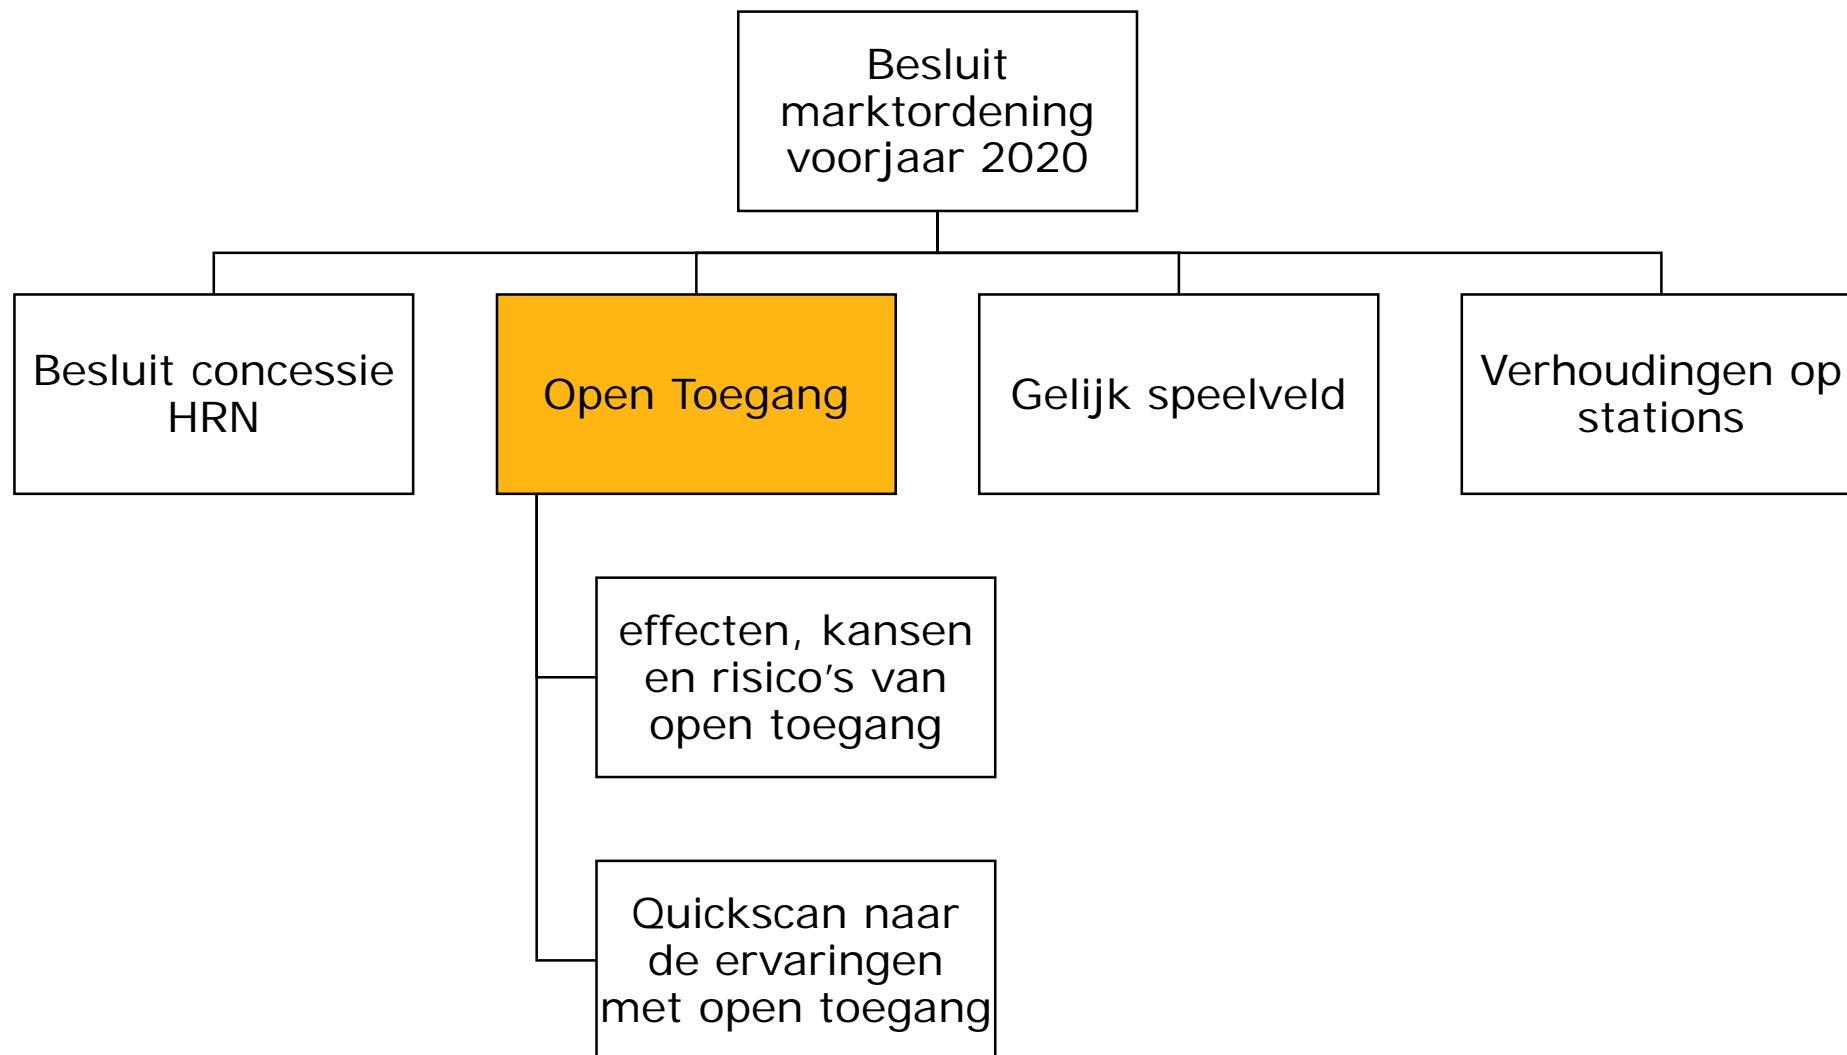 Besluit
marktordening
voorjaar 2020
Besluit concessie
HRN
Open Toegang
Gelijk speelveld
Verhoudingen op
stations
effecten, kansen
en risico’s van
open toegang
Quickscan naar
de ervaringen
met open toegang